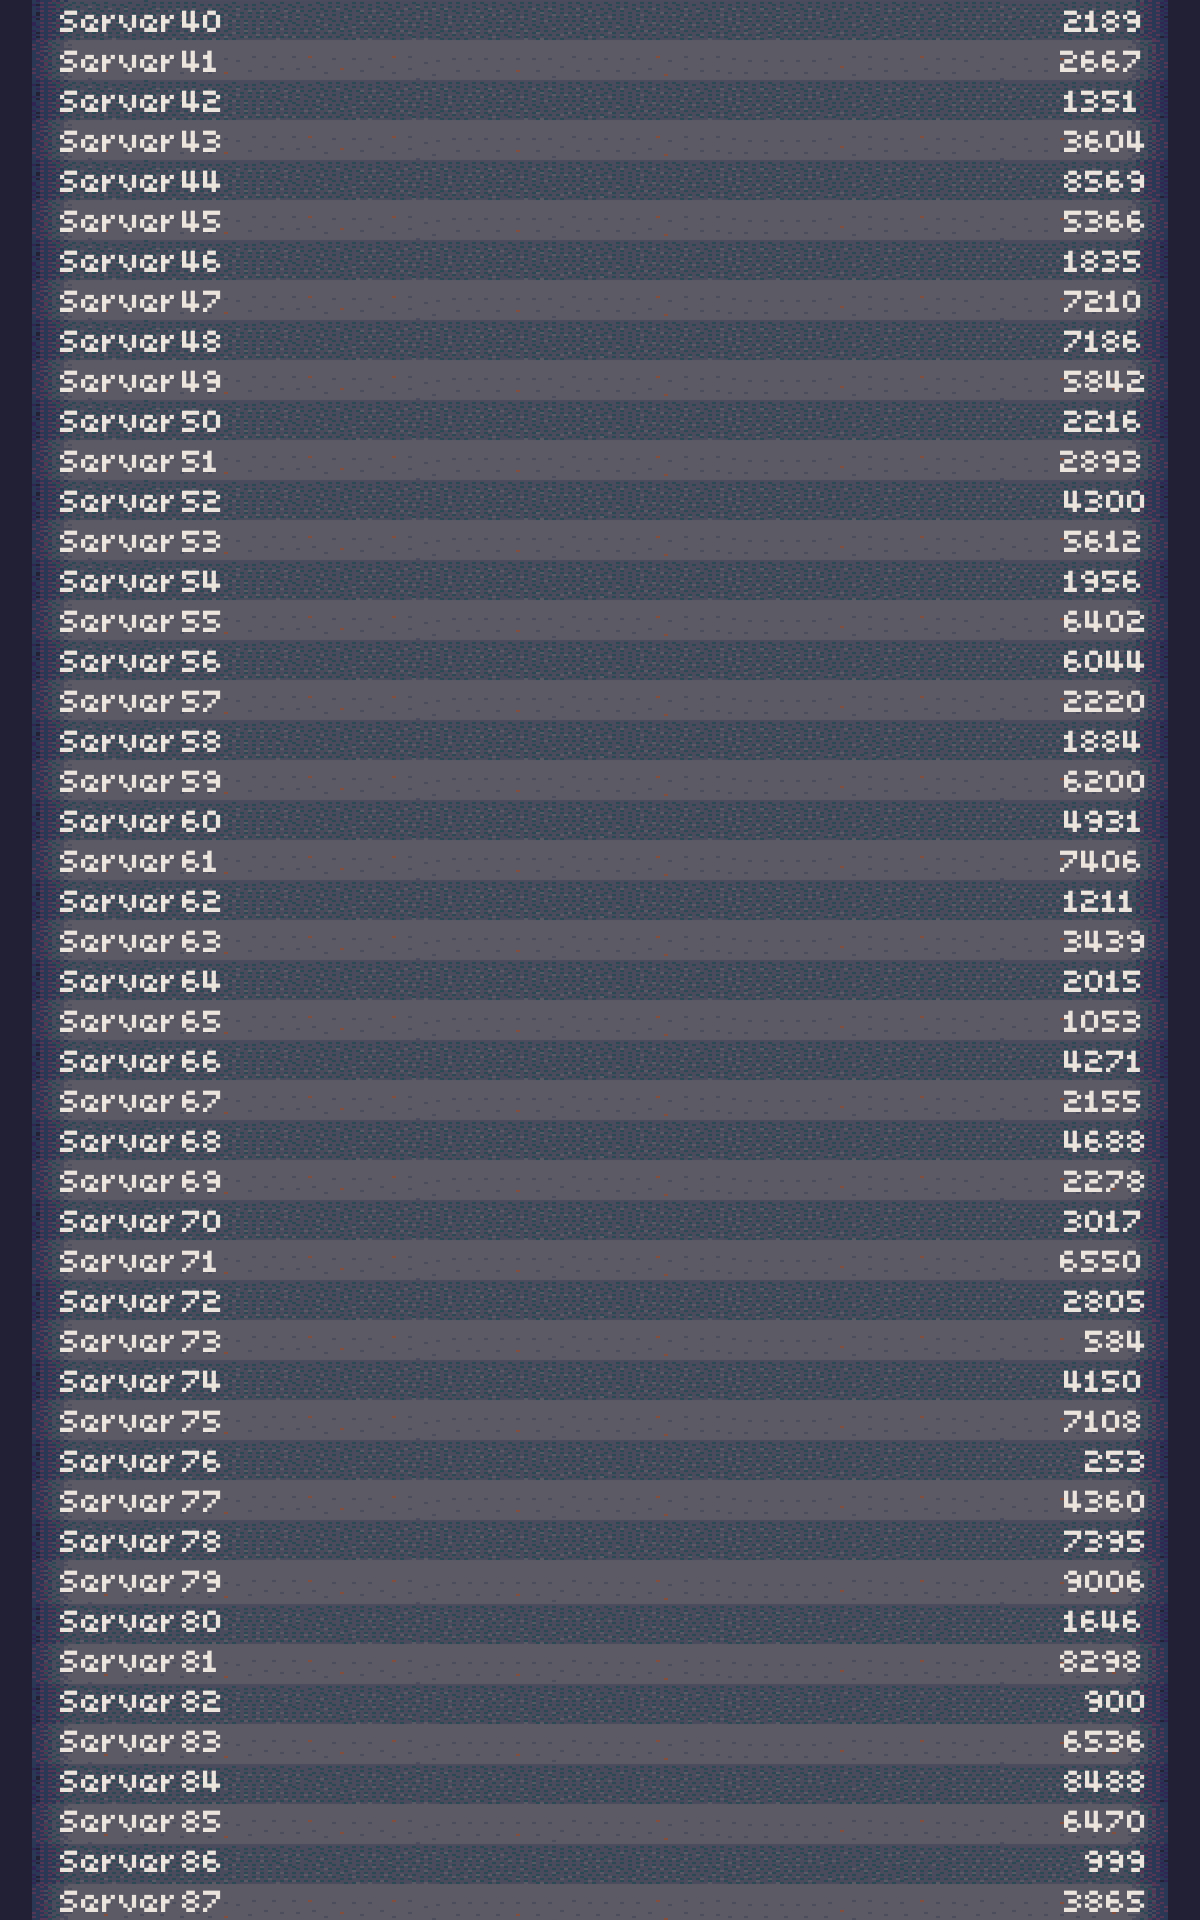 Server 40 2189
Server 41 2667
Server 42 1351
Server 43 3604
Server 44 8569
Server 45 5366
Server 46 1835
Server 47 7210
Server 48 7186
Server 49 5842
Server 50 2216
Server 51 2893
Server 52 4300
Server 53 5612
Server 54 1956
Server 55 6402
Server 56 6044
Server 57 2220
Server 58 1884
Server 59 6200
Server 60 4931
Server 61 7406
Server 62 1211
Server 63 3439
Server 64 2015
Server 65 1053
Server 66 4271
Server 67 2155
Server 68 4688
Server 69 2278
Server 70 3017
Server 71 6550
Server 72 2805
Server 73 584
Server 74 4150
Server 75 7108
Server 76 253
Server 77 4360
Server 78 7395
Server 79 9006
Server 80 1646
Server 81 8298
Server 82 900
Server 83 6536
Server 84 8488
Server 85 6470
Server 86 999
Server 87 3865